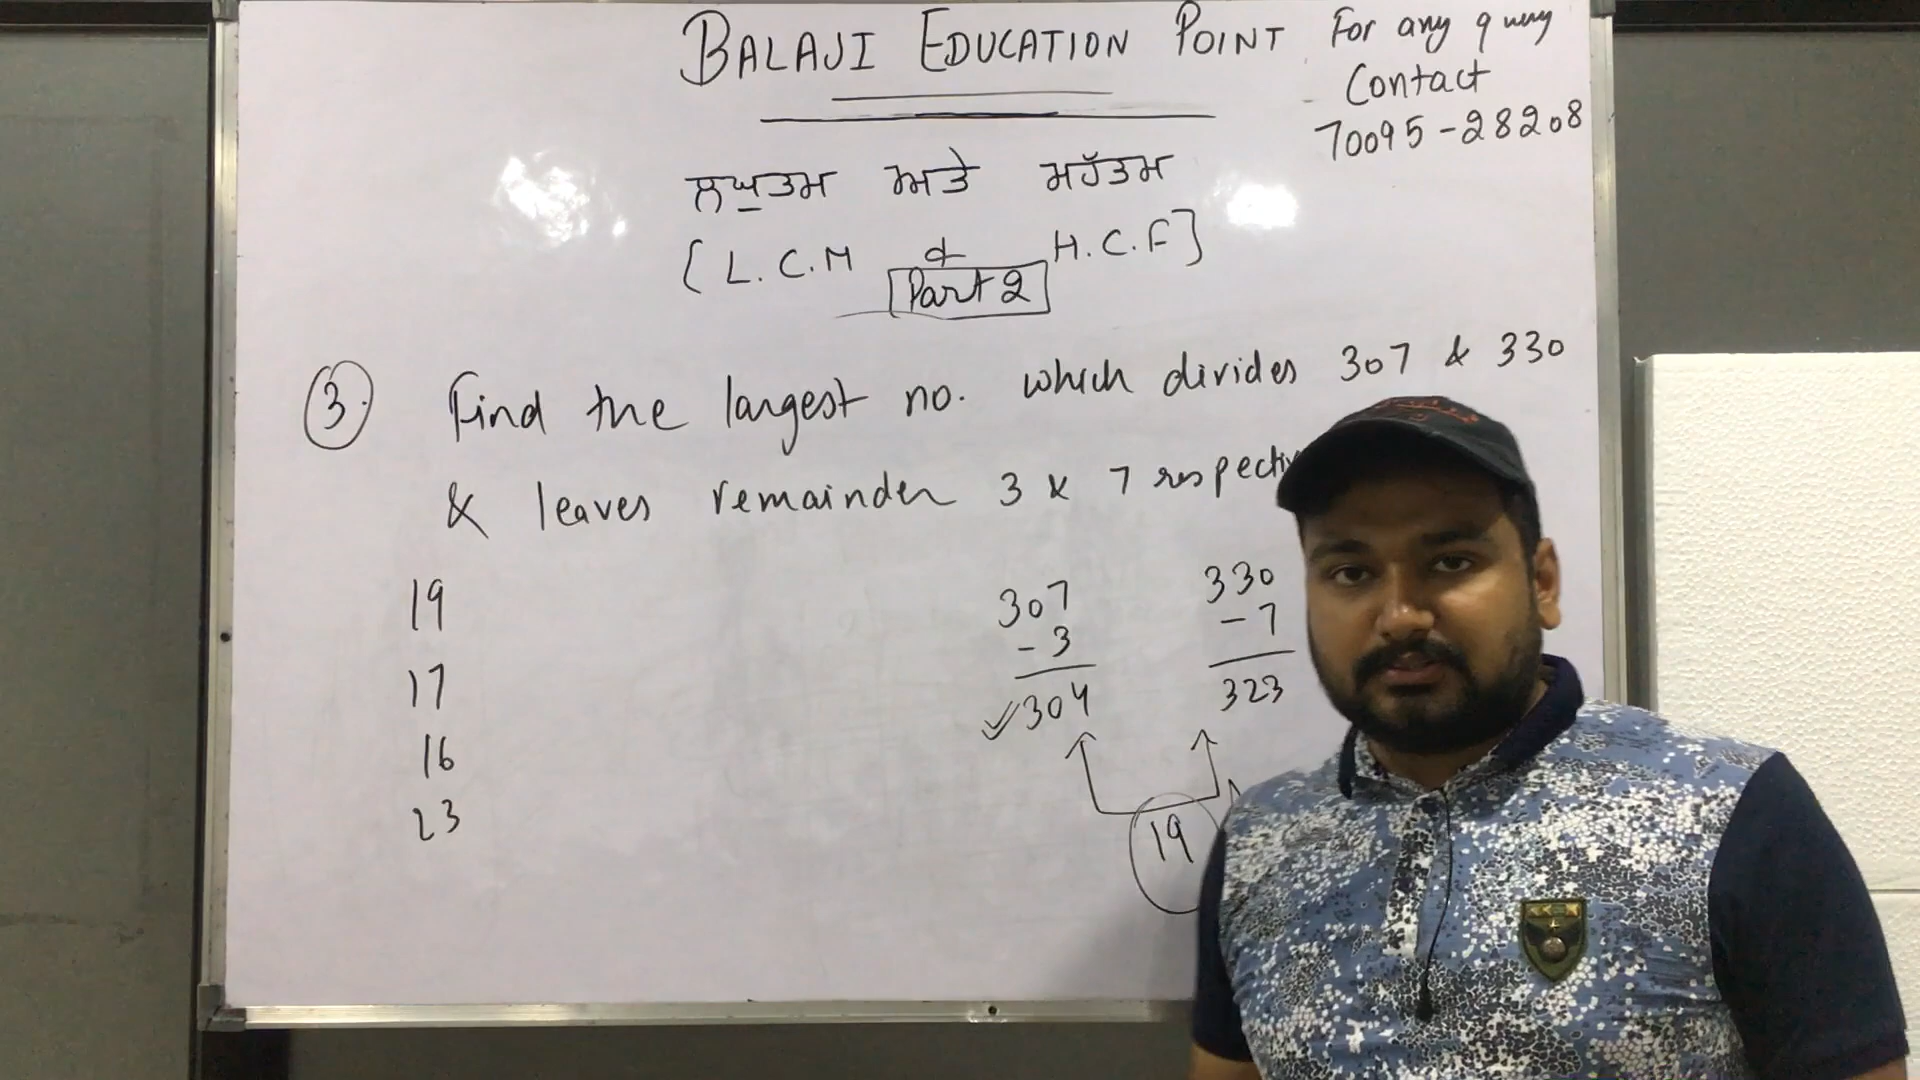 BALAJI EDUCATION POINT
For any query
Contact
70095-28208
ਲਘੁਤਮ ਅਤੇ ਮਹੱਤਮ
[L.C.M & H.C.F]
Part 2
3. Find the largest no. which divides 307 & 330
& leaves remainder 3 & 7
19
17
16
23
307
- 3
304
330
- 7
323
19